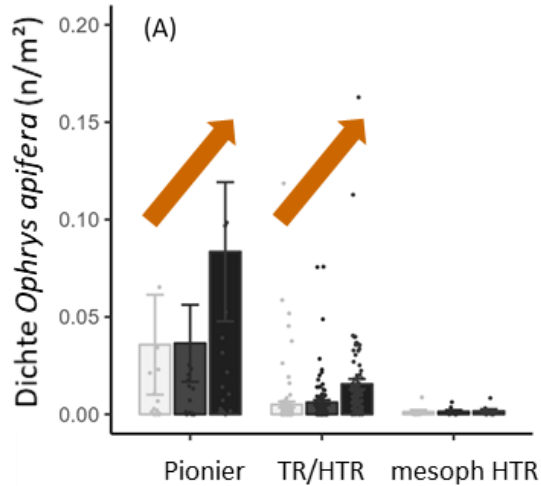 (A)
Dichte Ophrys apifera (n/m²)
0.20
0.15
0.10
0.05
0.00
Pionier TR/HTR mesoph HTR